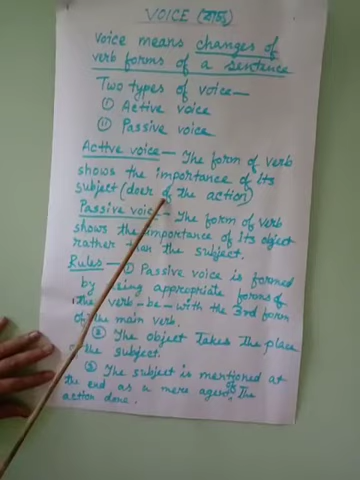 VOICE (বাচ্য)
Voice means changes of
verb forms of a sentence
Two types of voice—
(i) Active voice
(ii) Passive voice
Active voice — The form of verb
shows the importance of its
subject (doer of the action)
Passive voice - The form of verb
shows the importance of its object
rather than the subject.
Rules — ① Passive voice is formed
by using appropriate forms of
the verb-be-with the 3rd form
of the main verb.
② The object takes the place
of the subject.
③ The subject is mentioned at
the end as a mere agent of The
action done.